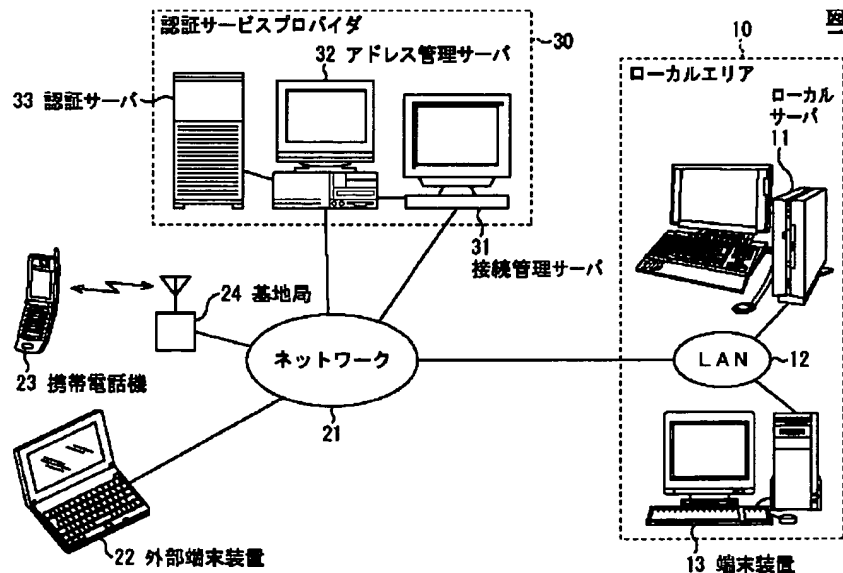 認証サービスプロバイダ
30
32 アドレス管理サーバ
33 認証サーバ
31
接続管理サーバ
10
ローカルエリア
ローカル
サーバ
11
24 基地局
23 携帯電話機
ネットワーク
21
LAN
12
22 外部端末装置
13 端末装置